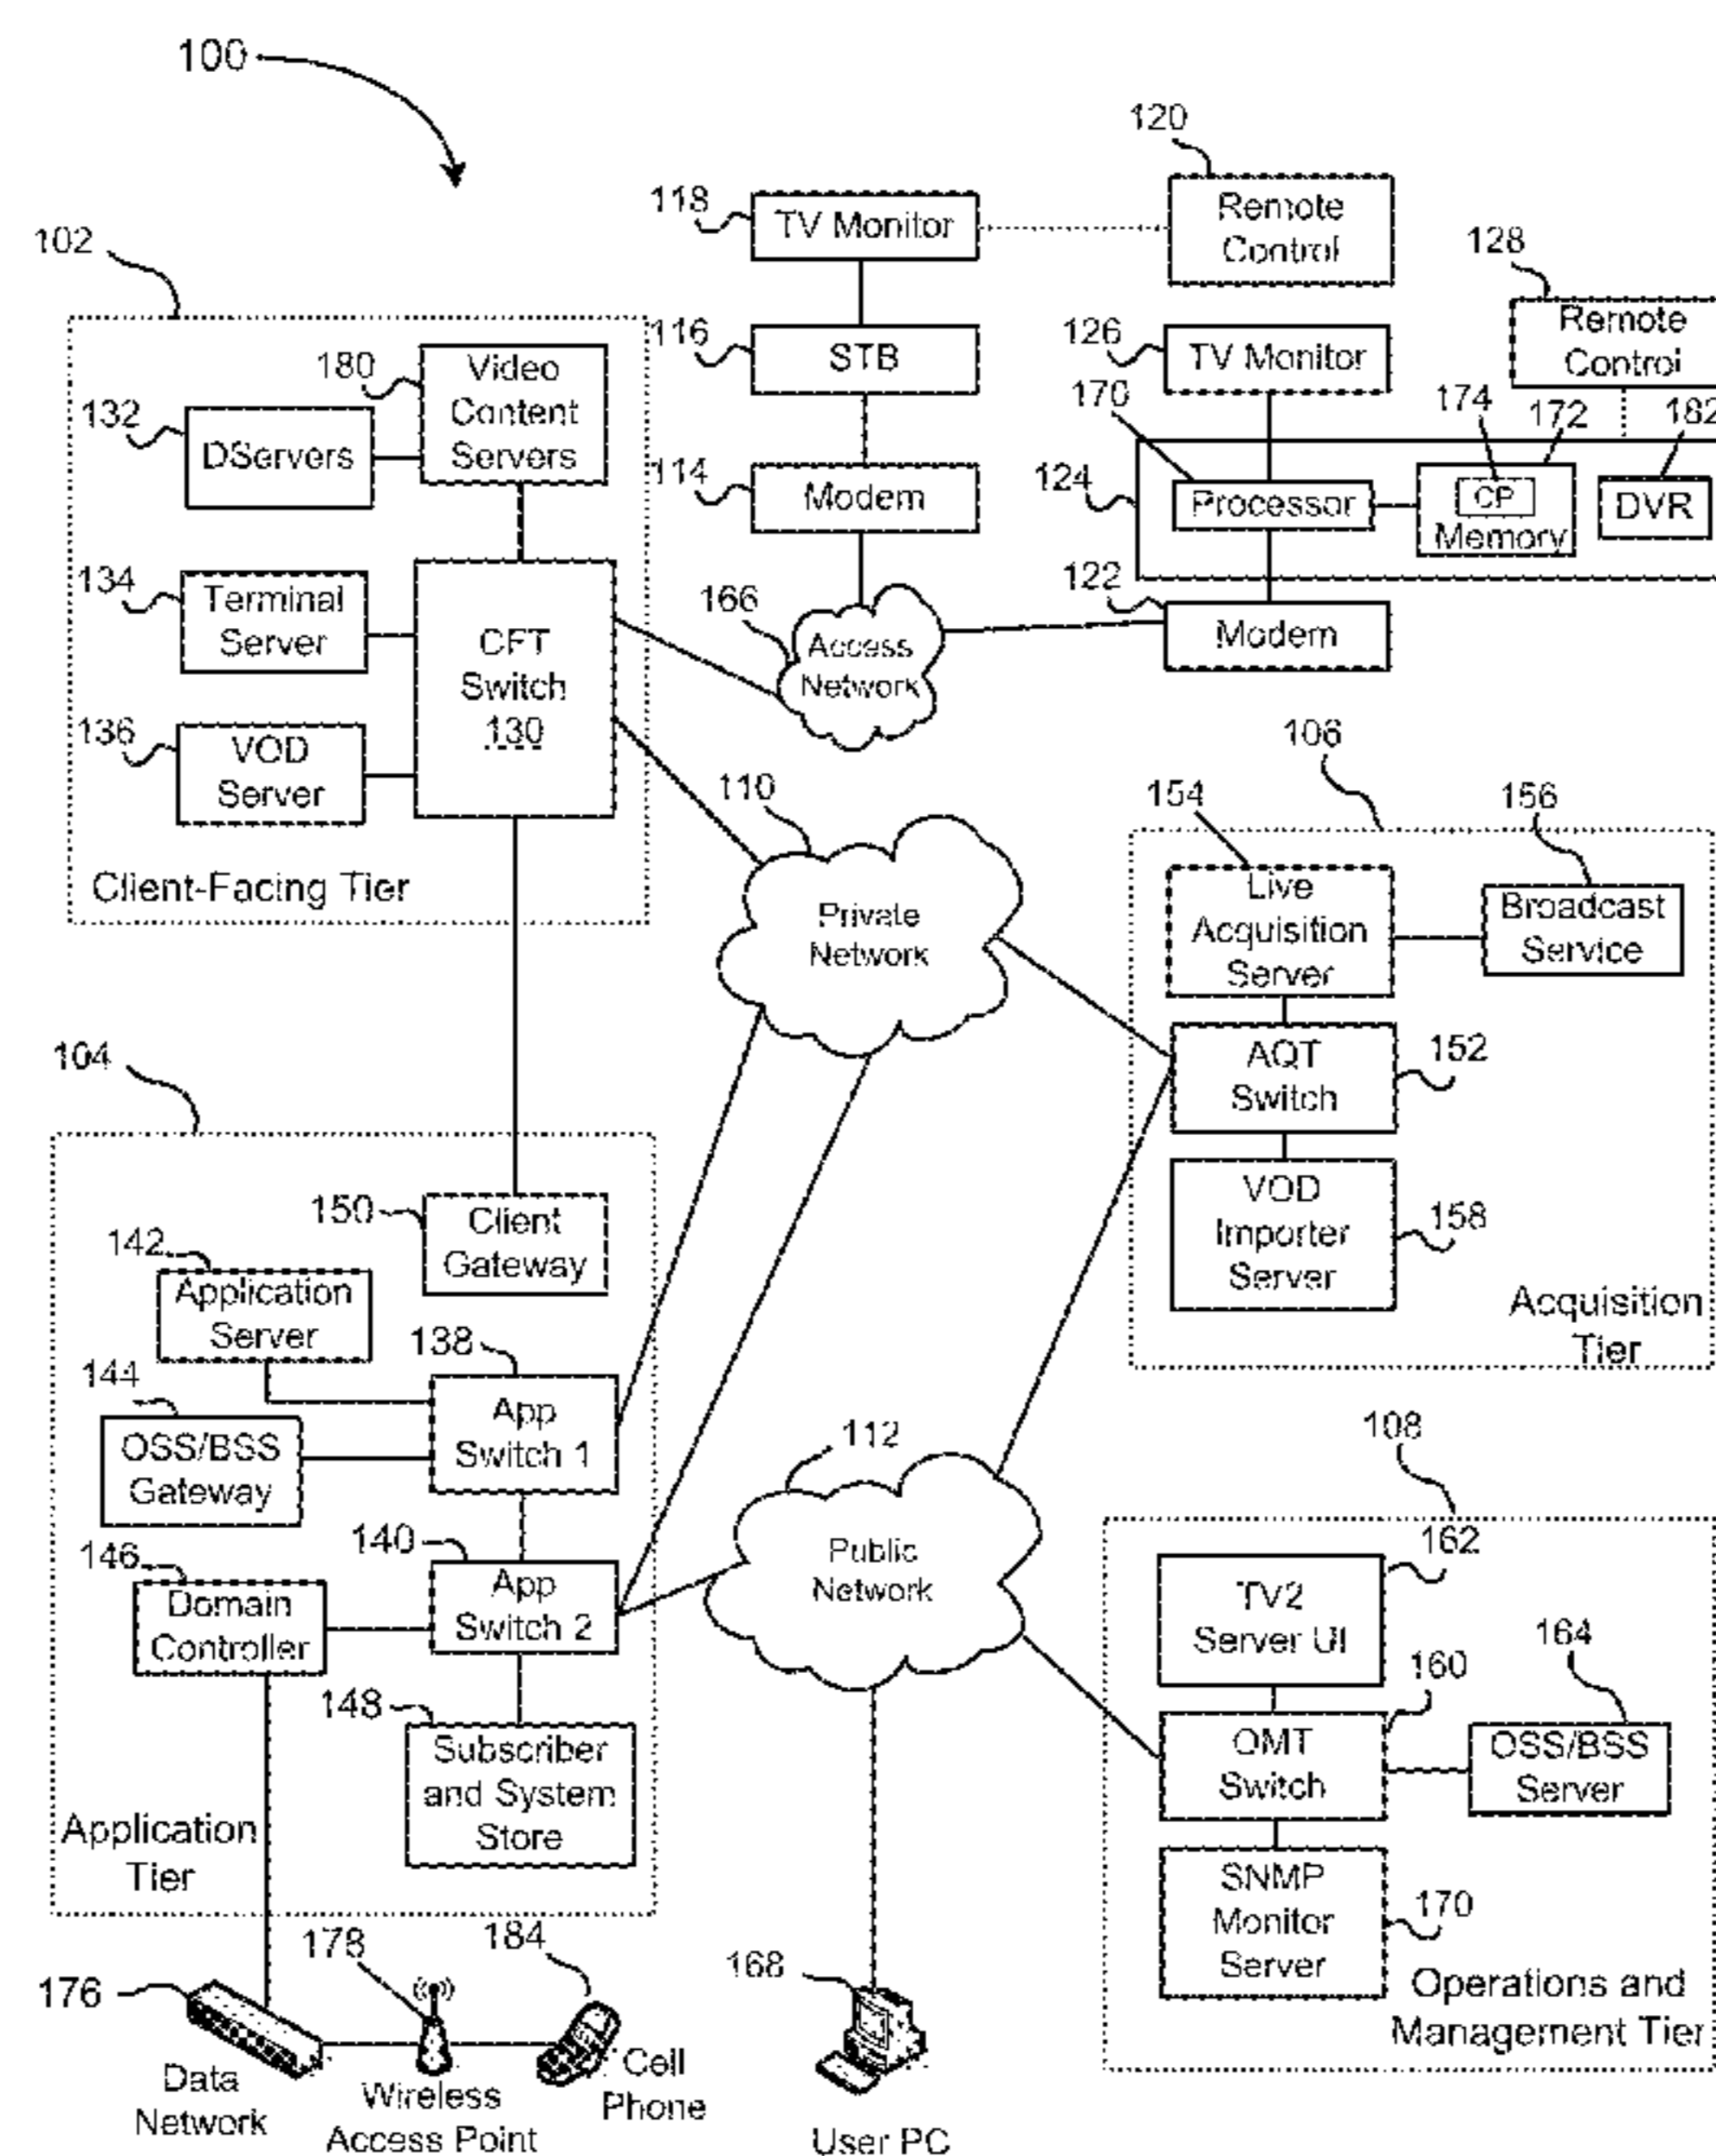 100
102
132
DServers
180
Video
Content
Servers
134
Terminal
Server
CFT
Switch
130
136
VOD
Server
Client-Facing Tier
118
TV Monitor
120
Remote
Control
116
STB
114
Modem
166
Access
Network
128
Remote
Control
126
TV Monitor
170
174
172
182
124
Processor
CP
Memory
DVR
122
Modem
110
Private
Network
106
154
156
Live
Acquisition
Server
Broadcast
Service
AQT
Switch
152
VOD
Importer
Server
158
Acquisition
Tier
104
150
Client
Gateway
142
Application
Server
138
App
Switch 1
144
OSS/BSS
Gateway
140
App
Switch 2
146
Domain
Controller
148
Subscriber
and System
Store
Application
Tier
112
Public
Network
108
162
TV2
Server UI
160
OMT
Switch
164
OSS/BSS
Server
SNMP
Monitor
Server
170
Operations and
Management Tier
176
Data
Network
178
Wireless
Access Point
184
Cell
Phone
168
User PC